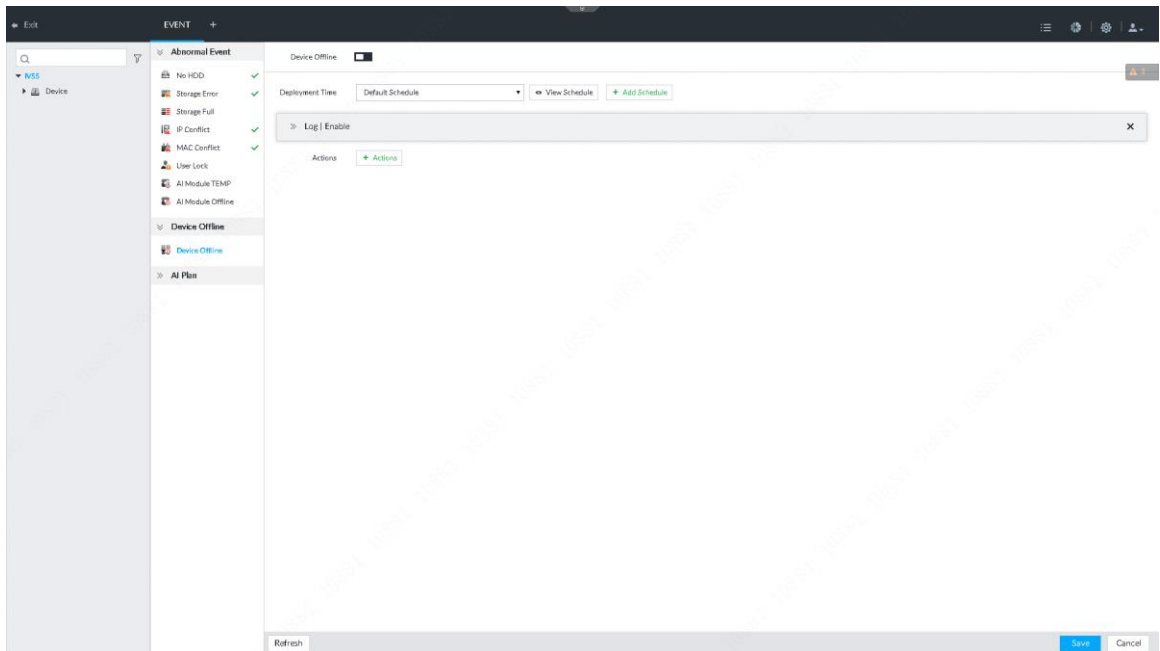 Exit
EVENT +
IVSS
Device
Abnormal Event
No HDD
Storage Error
Storage Full
IP Conflict
MAC Conflict
User Lock
AI Module TEMP
AI Module Offline
Device Offline
Device Offline
AI Plan
Device Offline
Deployment Time Default Schedule View Schedule + Add Schedule
Log | Enable
Actions + Actions
Refresh
Save Cancel